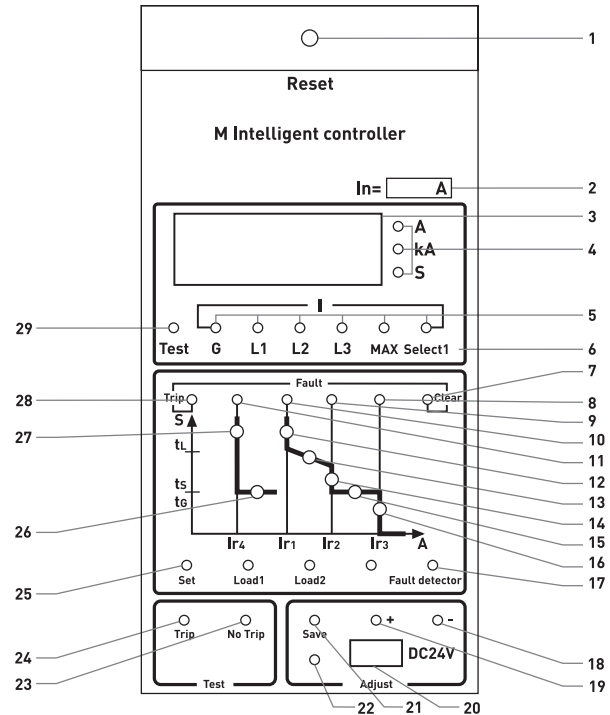 1
Reset
M Intelligent controller
In= A 2
3
A
kA 4
S
I
5
29
Test G L1 L2 L3 MAX Select1 6
7
Fault
28 Trip Clear 8
9
S
10
27
11
tL
12
13
ts
14
tG
15
26
16
Ir4 Ir1 Ir2 Ir3 A
17
25 Set Load1 Load2 Fault detector
24 Trip No Trip Save + - 18
23
DC24V
19
Test Adjust 20
22 21